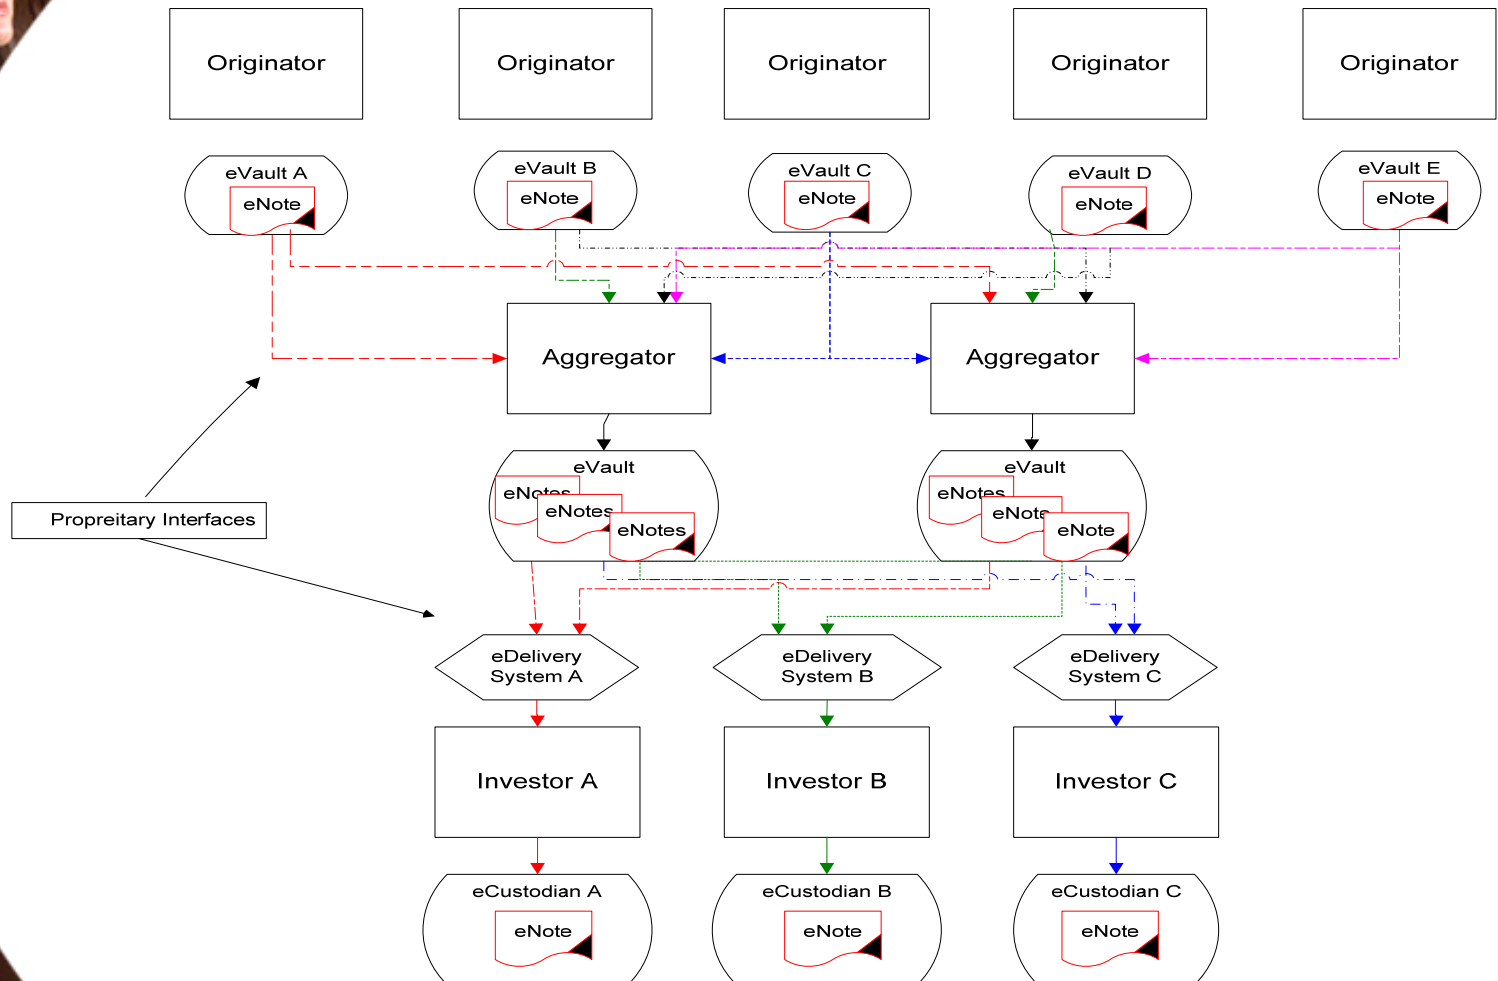 Originator
Originator
Originator
Originator
Originator
eVault A
eNote
eVault B
eNote
eVault C
eNote
eVault D
eNote
eVault E
eNote
Aggregator
Aggregator
eVault
eNotes
eNotes
eNotes
eVault
eNotes
eNote
eNote
Propreitary Interfaces
eDelivery
System A
eDelivery
System B
eDelivery
System C
Investor A
Investor B
Investor C
eCustodian A
eNote
eCustodian B
eNote
eCustodian C
eNote